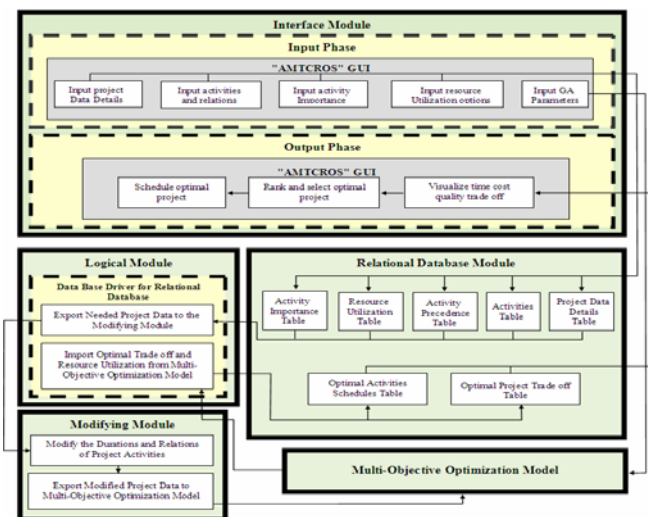 Interface Module
Input Phase
"AMTCROS" GUI
Input project
Data Details
Input activities
and relations
Input activity
Importance
Input resource
Utilization options
Input GA
Parameters
Output Phase
"AMTCROS" GUI
Schedule optimal
project
Rank and select optimal
project
Visualize time cost
quality trade off
Logical Module
Data Base Driver for Relational
Database
Export Needed Project Data to the
Modifying Module
Import Optimal Trade off and
Resource Utilization from Multi-
Objective Optimization Model
Relational Database Module
Activity
Importance
Table
Resource
Utilization
Table
Activity
Precedence
Table
Activities
Table
Project Data
Details
Table
Optimal Activities
Schedules Table
Optimal Project Trade off
Table
Modifying Module
Modify the Durations and Relations
of Project Activities
Export Modified Project Data to
Multi-Objective Optimization Model
Multi-Objective Optimization Model